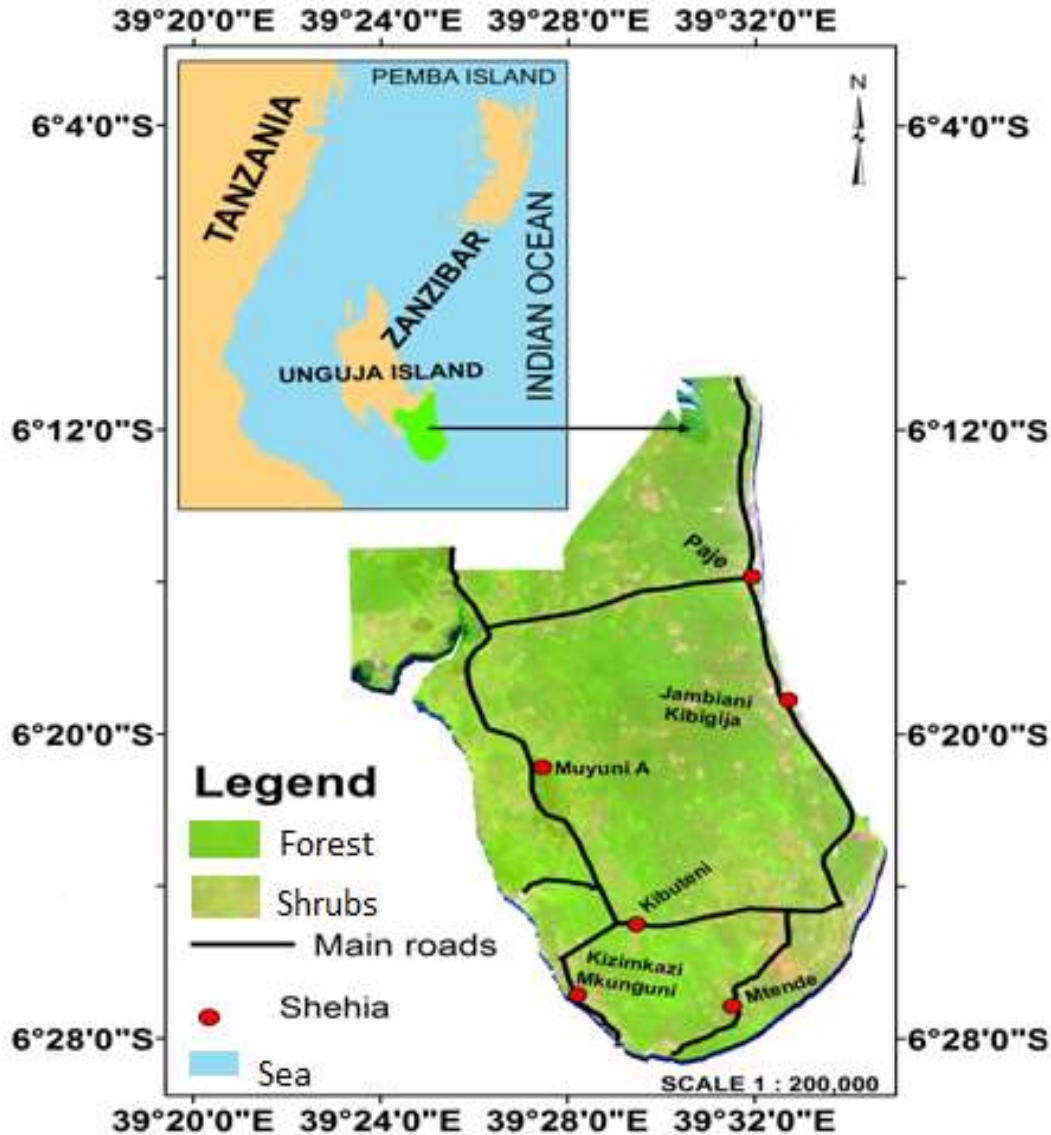 39°20'0"E 39°24'0"E 39°28'0"E 39°32'0"E
PEMBA ISLAND
N
6°4'0"S 6°4'0"S
TANZANIA
ZANZIBAR
INDIAN OCEAN
UNGUJA ISLAND
6°12'0"S 6°12'0"S
Paje
Jambiani
Kibigija
6°20'0"S 6°20'0"S
Muyuni A
Legend
Forest
Shrubs
Main roads
Shehia
Sea
Kibuteni
Kizimkazi
Mkunguni
Mtende
6°28'0"S 6°28'0"S
SCALE 1 : 200,000
39°20'0"E 39°24'0"E 39°28'0"E 39°32'0"E